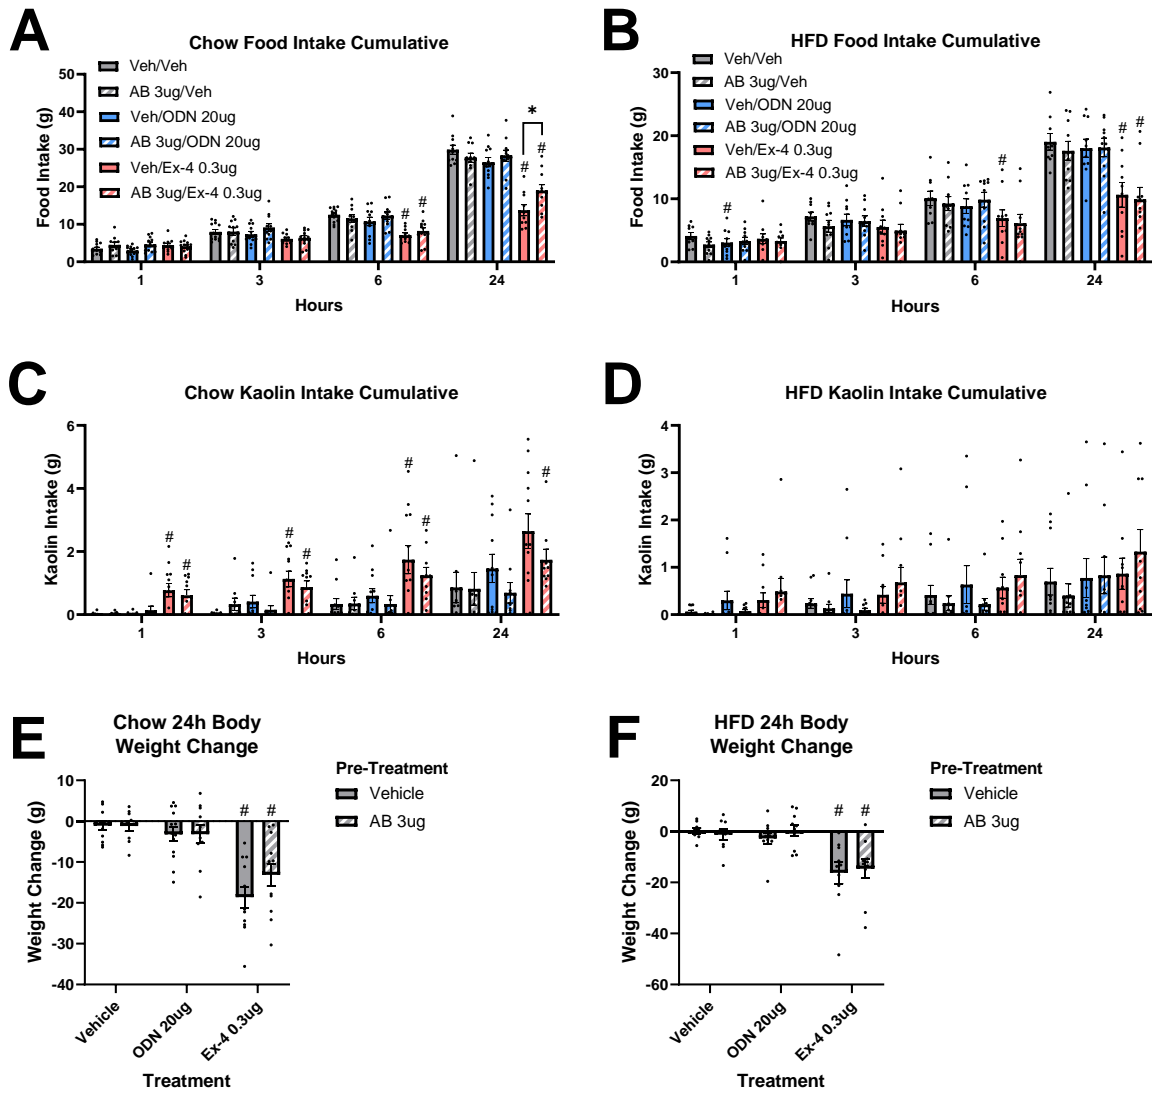 A
Chow Food Intake Cumulative
Veh/Veh
AB 3ug/Veh
Veh/ODN 20ug
AB 3ug/ODN 20ug
Veh/Ex-4 0.3ug
AB 3ug/Ex-4 0.3ug
Food Intake (g)
50
40
30
20
10
0
# # # # *
1 3 6 24
Hours
B
HFD Food Intake Cumulative
Veh/Veh
AB 3ug/Veh
Veh/ODN 20ug
AB 3ug/ODN 20ug
Veh/Ex-4 0.3ug
AB 3ug/Ex-4 0.3ug
Food Intake (g)
30
20
10
0
# # # #
1 3 6 24
Hours
C
Chow Kaolin Intake Cumulative
Kaolin Intake (g)
6
4
2
0
# # # # # # #
1 3 6 24
Hours
D
HFD Kaolin Intake Cumulative
Kaolin Intake (g)
4
3
2
1
0
1 3 6 24
Hours
E
Chow 24h Body
Weight Change
Weight Change (g)
10
0
-10
-20
-30
-40
# #
Vehicle
ODN 20ug
Ex-4 0.3ug
Treatment
Pre-Treatment
Vehicle
AB 3ug
F
HFD 24h Body
Weight Change
Weight Change (g)
20
0
-20
-40
-60
# #
Vehicle
ODN 20ug
Ex-4 0.3ug
Treatment
Pre-Treatment
Vehicle
AB 3ug